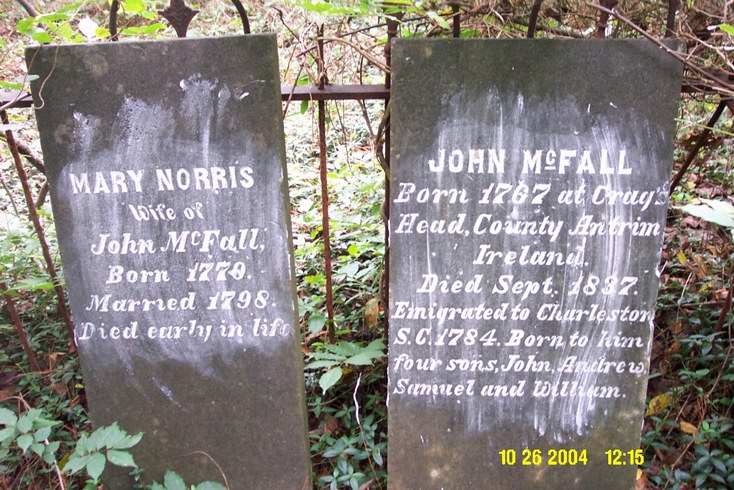 MARY NORRIS
Wife of
John McFall,
Born 1770.
Married 1798.
Died early in life
JOHN McFALL
Born 1767 at Crag's
Head, County Antrim
Ireland.
Died Sept. 1837.
Emigrated to Charleston
S.C. 1784. Born to him
four sons, John, Andrew
Samuel and William.
10 26 2004 12:15